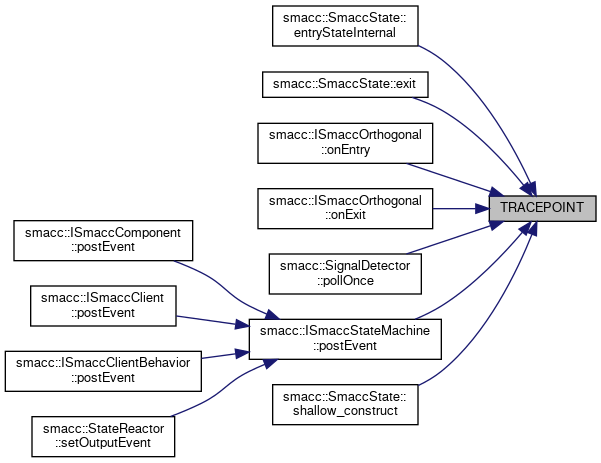 smacc::SmaccState::
entryStateInternal
smacc::SmaccState::exit
smacc::ISmaccOrthogonal
::onEntry
TRACEPOINT
smacc::ISmaccOrthogonal
::onExit
smacc::ISmaccComponent
::postEvent
smacc::SignalDetector
::pollOnce
smacc::ISmaccClient
::postEvent
smacc::ISmaccStateMachine
::postEvent
smacc::ISmaccClientBehavior
::postEvent
smacc::SmaccState::
shallow_construct
smacc::StateReactor
::setOutputEvent